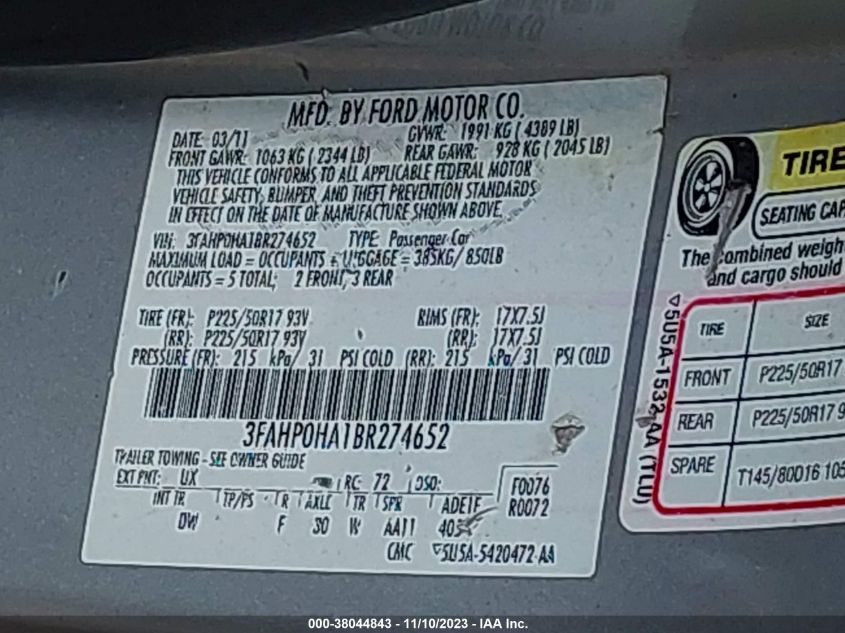 MFD. BY FORD MOTOR CO.
DATE: 03/11 GVWR: 1991 KG ( 4389 LB)
FRONT GAWR: 1063 KG ( 2344 LB) REAR GAWR: 928 KG ( 2045 LB)
THIS VEHICLE CONFORMS TO ALL APPLICABLE FEDERAL MOTOR
VEHICLE SAFETY, BUMPER, AND THEFT PREVENTION STANDARDS
IN EFFECT ON THE DATE OF MANUFACTURE SHOWN ABOVE.
VIN: 3FAHP0HA1BR274652 TYPE: Passenger Car
MAXIMUM LOAD = OCCUPANTS + LUGGAGE = 385KG/ 850LB
OCCUPANTS = 5 TOTAL; 2 FRONT, 3 REAR
TIRE (FR): P225/50R17 93V RIMS (FR): 17X7.5J
(RR): P225/50R17 93V (RR): 17X7.5J
PRESSURE (FR): 215 kPa/ 31 PSI COLD (RR): 215 kPa/ 31 PSI COLD
3FAHP0HA1BR274652
TRAILER TOWING - SEE OWNER GUIDE
EXT PNT: UX RC: 72 DSO: F0076
INT TR TP/PS R AXLE TR SPR ADE1F R0072
DW F 30 W AA11
CMC ▽5U5A-5420472-AA
▽5U5A-1532 AA (TLU)
TIRE
SEATING CAP
The combined weigh
and cargo should
TIRE SIZE
FRONT P225/50R17
REAR P225/50R17 9
SPARE T145/80D16 105
000-38044843 - 11/10/2023 - IAA Inc.